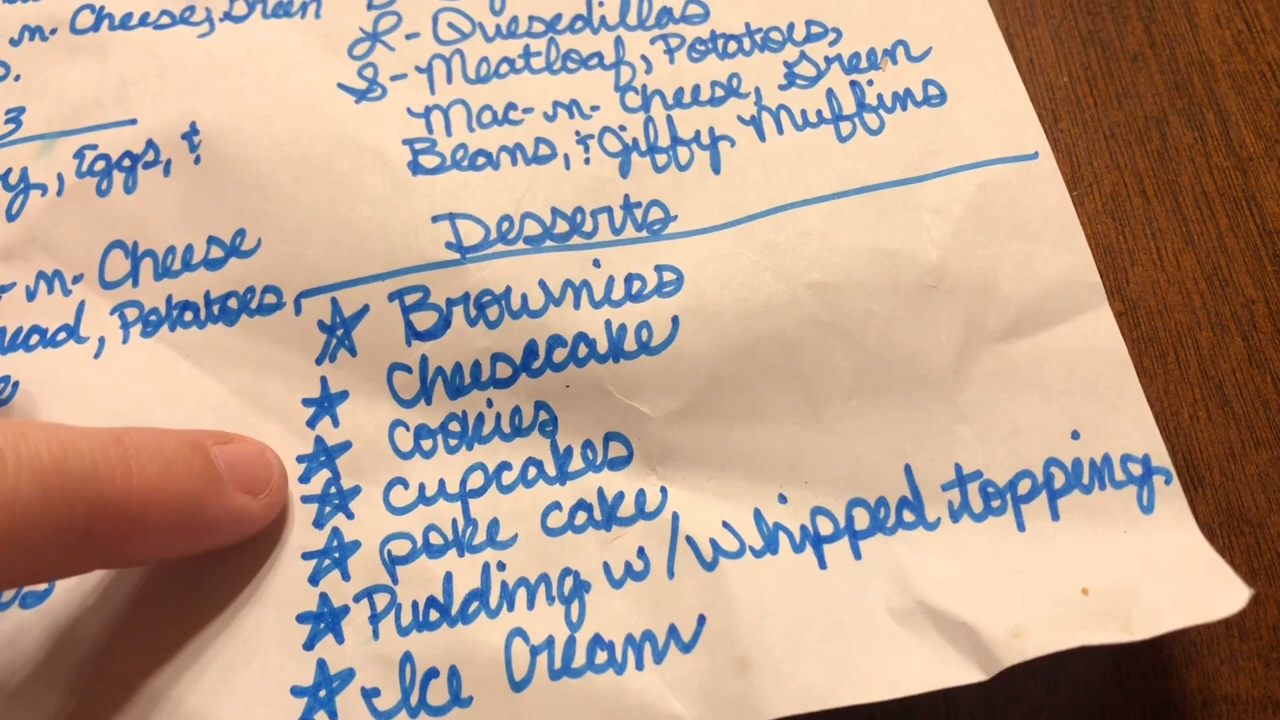 n. Cheese, Green
3
y, Eggs, &
n. Cheese
ead, Potatoes,
L - Quesedillas
S - Meatloaf, Potatoes,
Mac-n-Cheese, Green
Beans, & Jiffy Muffins
Desserts
☆ Brownies
☆ Cheesecake
☆ Cookies
☆ cupcakes
☆ poke cake
☆ Pudding w/whipped topping
☆ Ice Cream